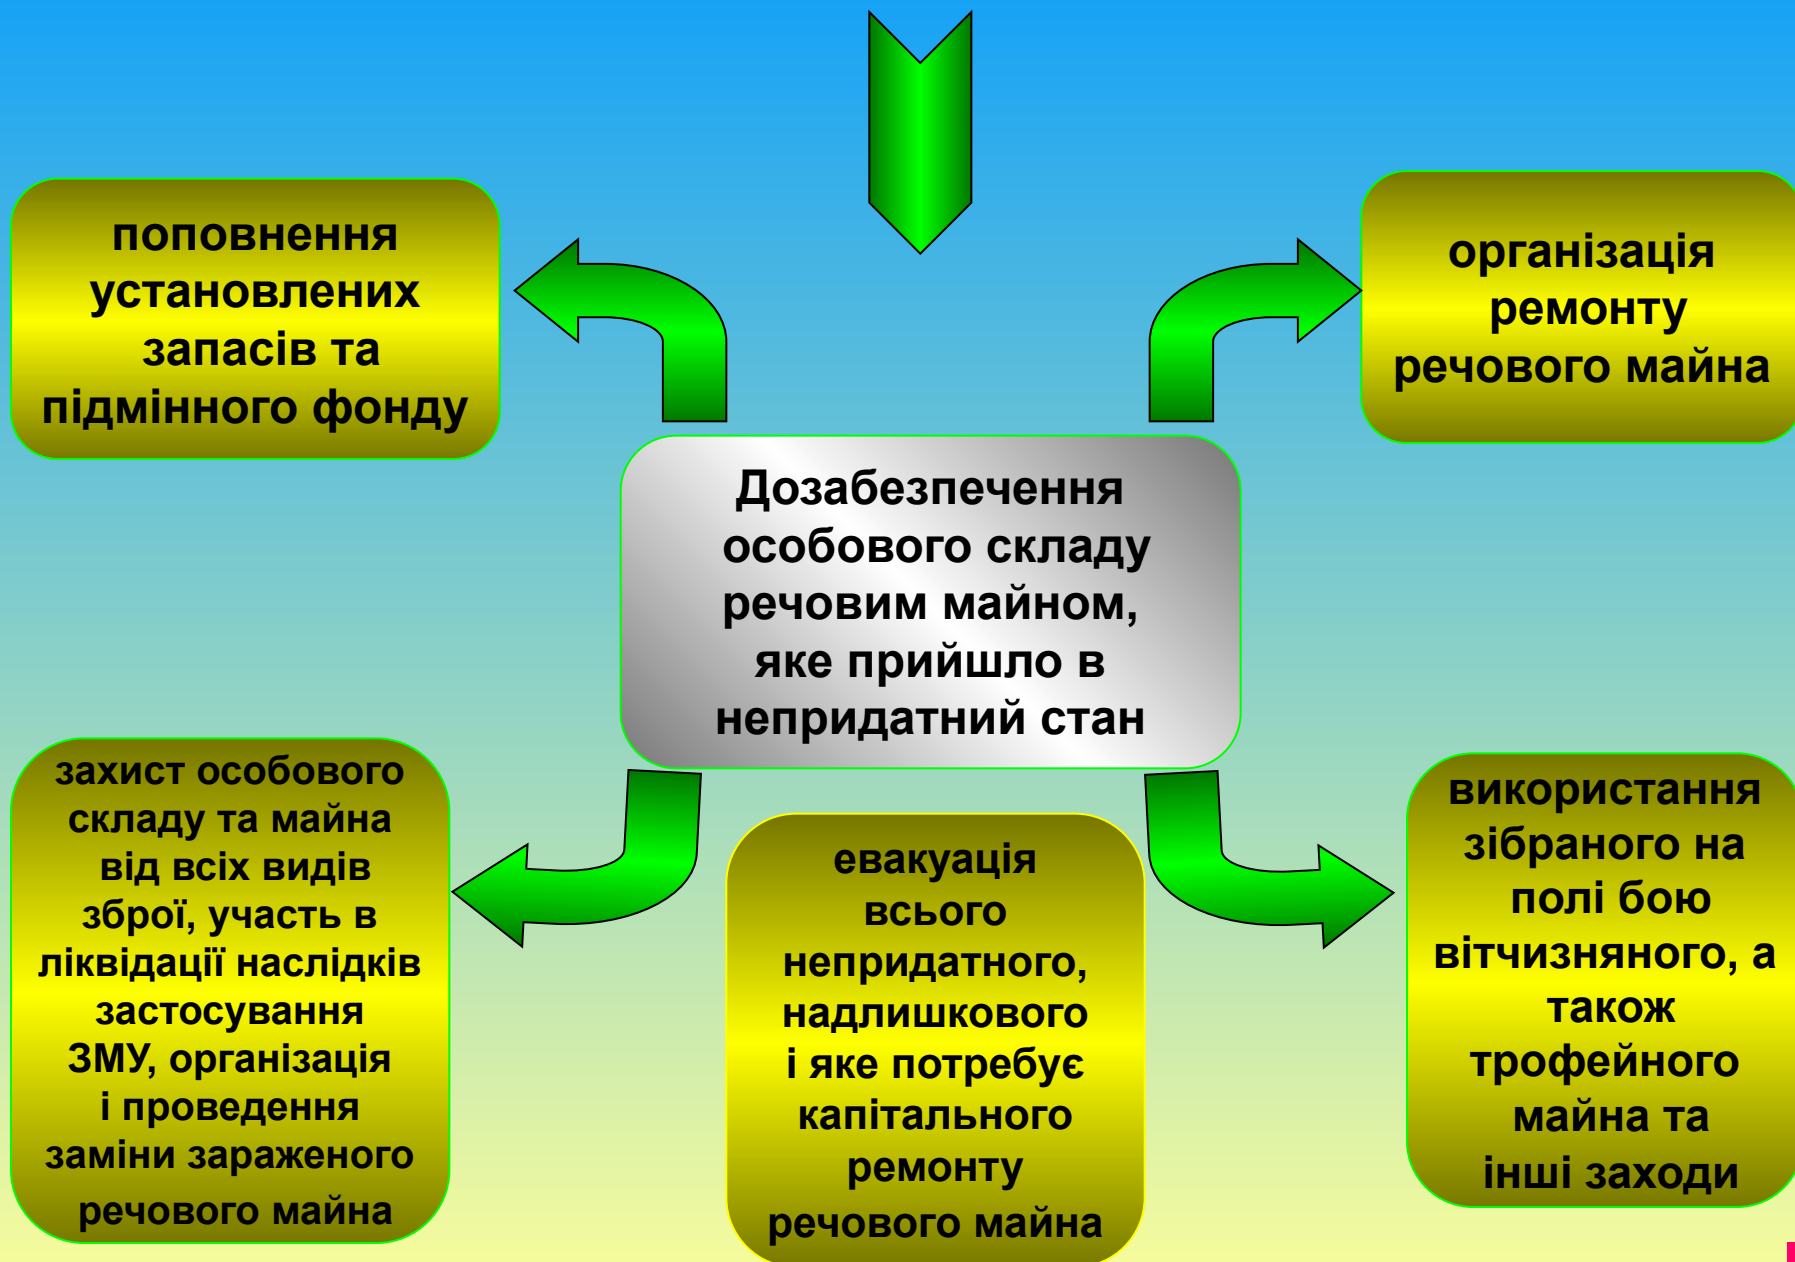 поповнення
установлених
запасів та
підмінного фонду
організація
ремонту
речового майна
Дозабезпечення
особового складу
речовим майном,
яке прийшло в
непридатний стан
захист особового
складу та майна
від всіх видів
зброї, участь в
ліквідації наслідків
застосування
ЗМУ, організація
і проведення
заміни зараженого
речового майна
евакуація
всього
непридатного,
надлишкового
і яке потребує
капітального
ремонту
речового майна
використання
зібраного на
полі бою
вітчизняного, а
також
трофейного
майна та
інші заходи